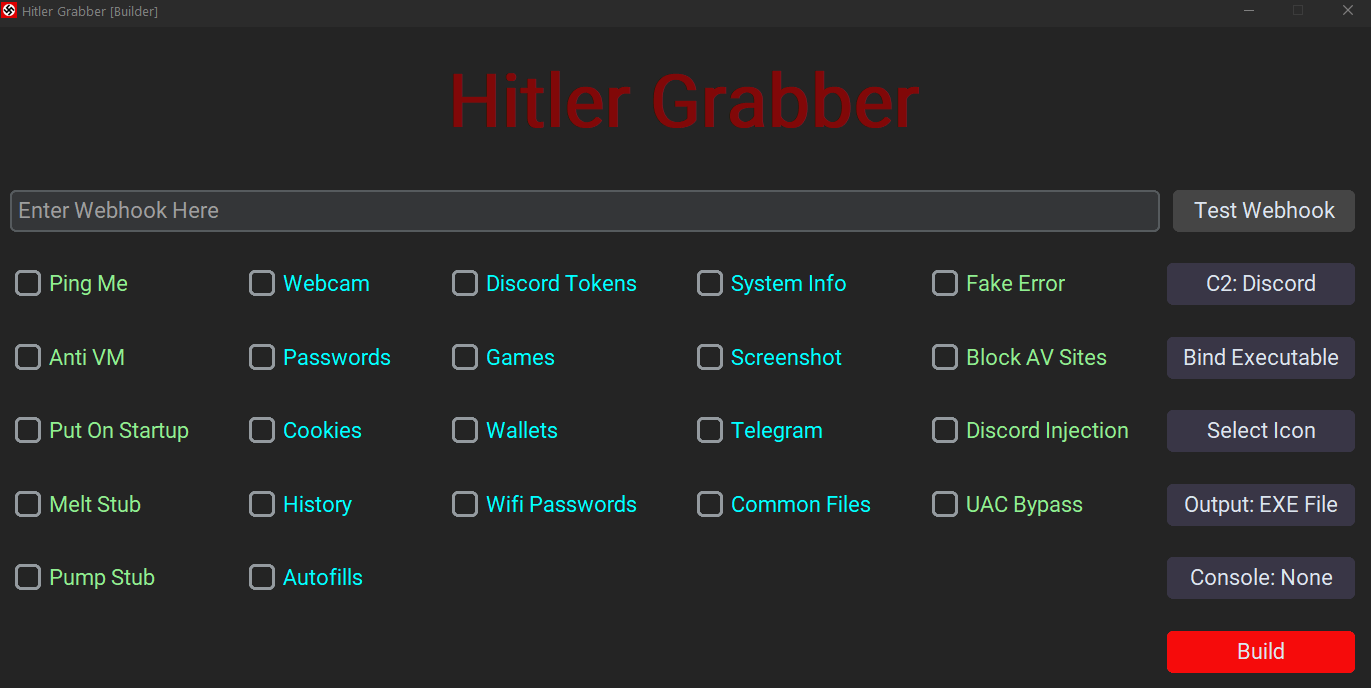 Hitler Grabber [Builder]
Hitler Grabber
Enter Webhook Here Test Webhook
Ping Me Webcam Discord Tokens System Info Fake Error C2: Discord
Anti VM Passwords Games Screenshot Block AV Sites Bind Executable
Put On Startup Cookies Wallets Telegram Discord Injection Select Icon
Melt Stub History Wifi Passwords Common Files UAC Bypass Output: EXE File
Pump Stub Autofills Console: None
Build